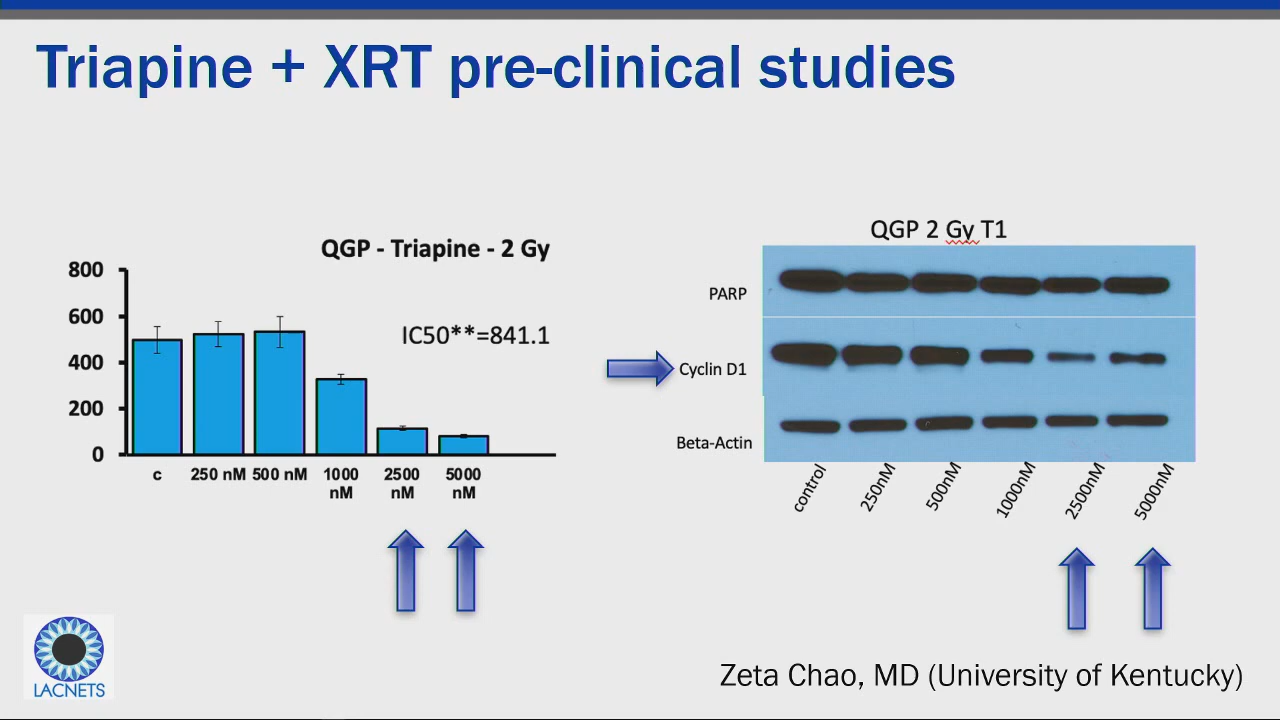 Triapine + XRT pre-clinical studies
QGP - Triapine - 2 Gy
IC50**=841.1
800
600
400
200
0
c
250 nM
500 nM
1000
nM
2500
nM
5000
nM
QGP 2 Gy T1
PARP
Cyclin D1
Beta-Actin
control
250nM
500nM
1000nM
2500nM
5000nM
LACNETS
Zeta Chao, MD (University of Kentucky)